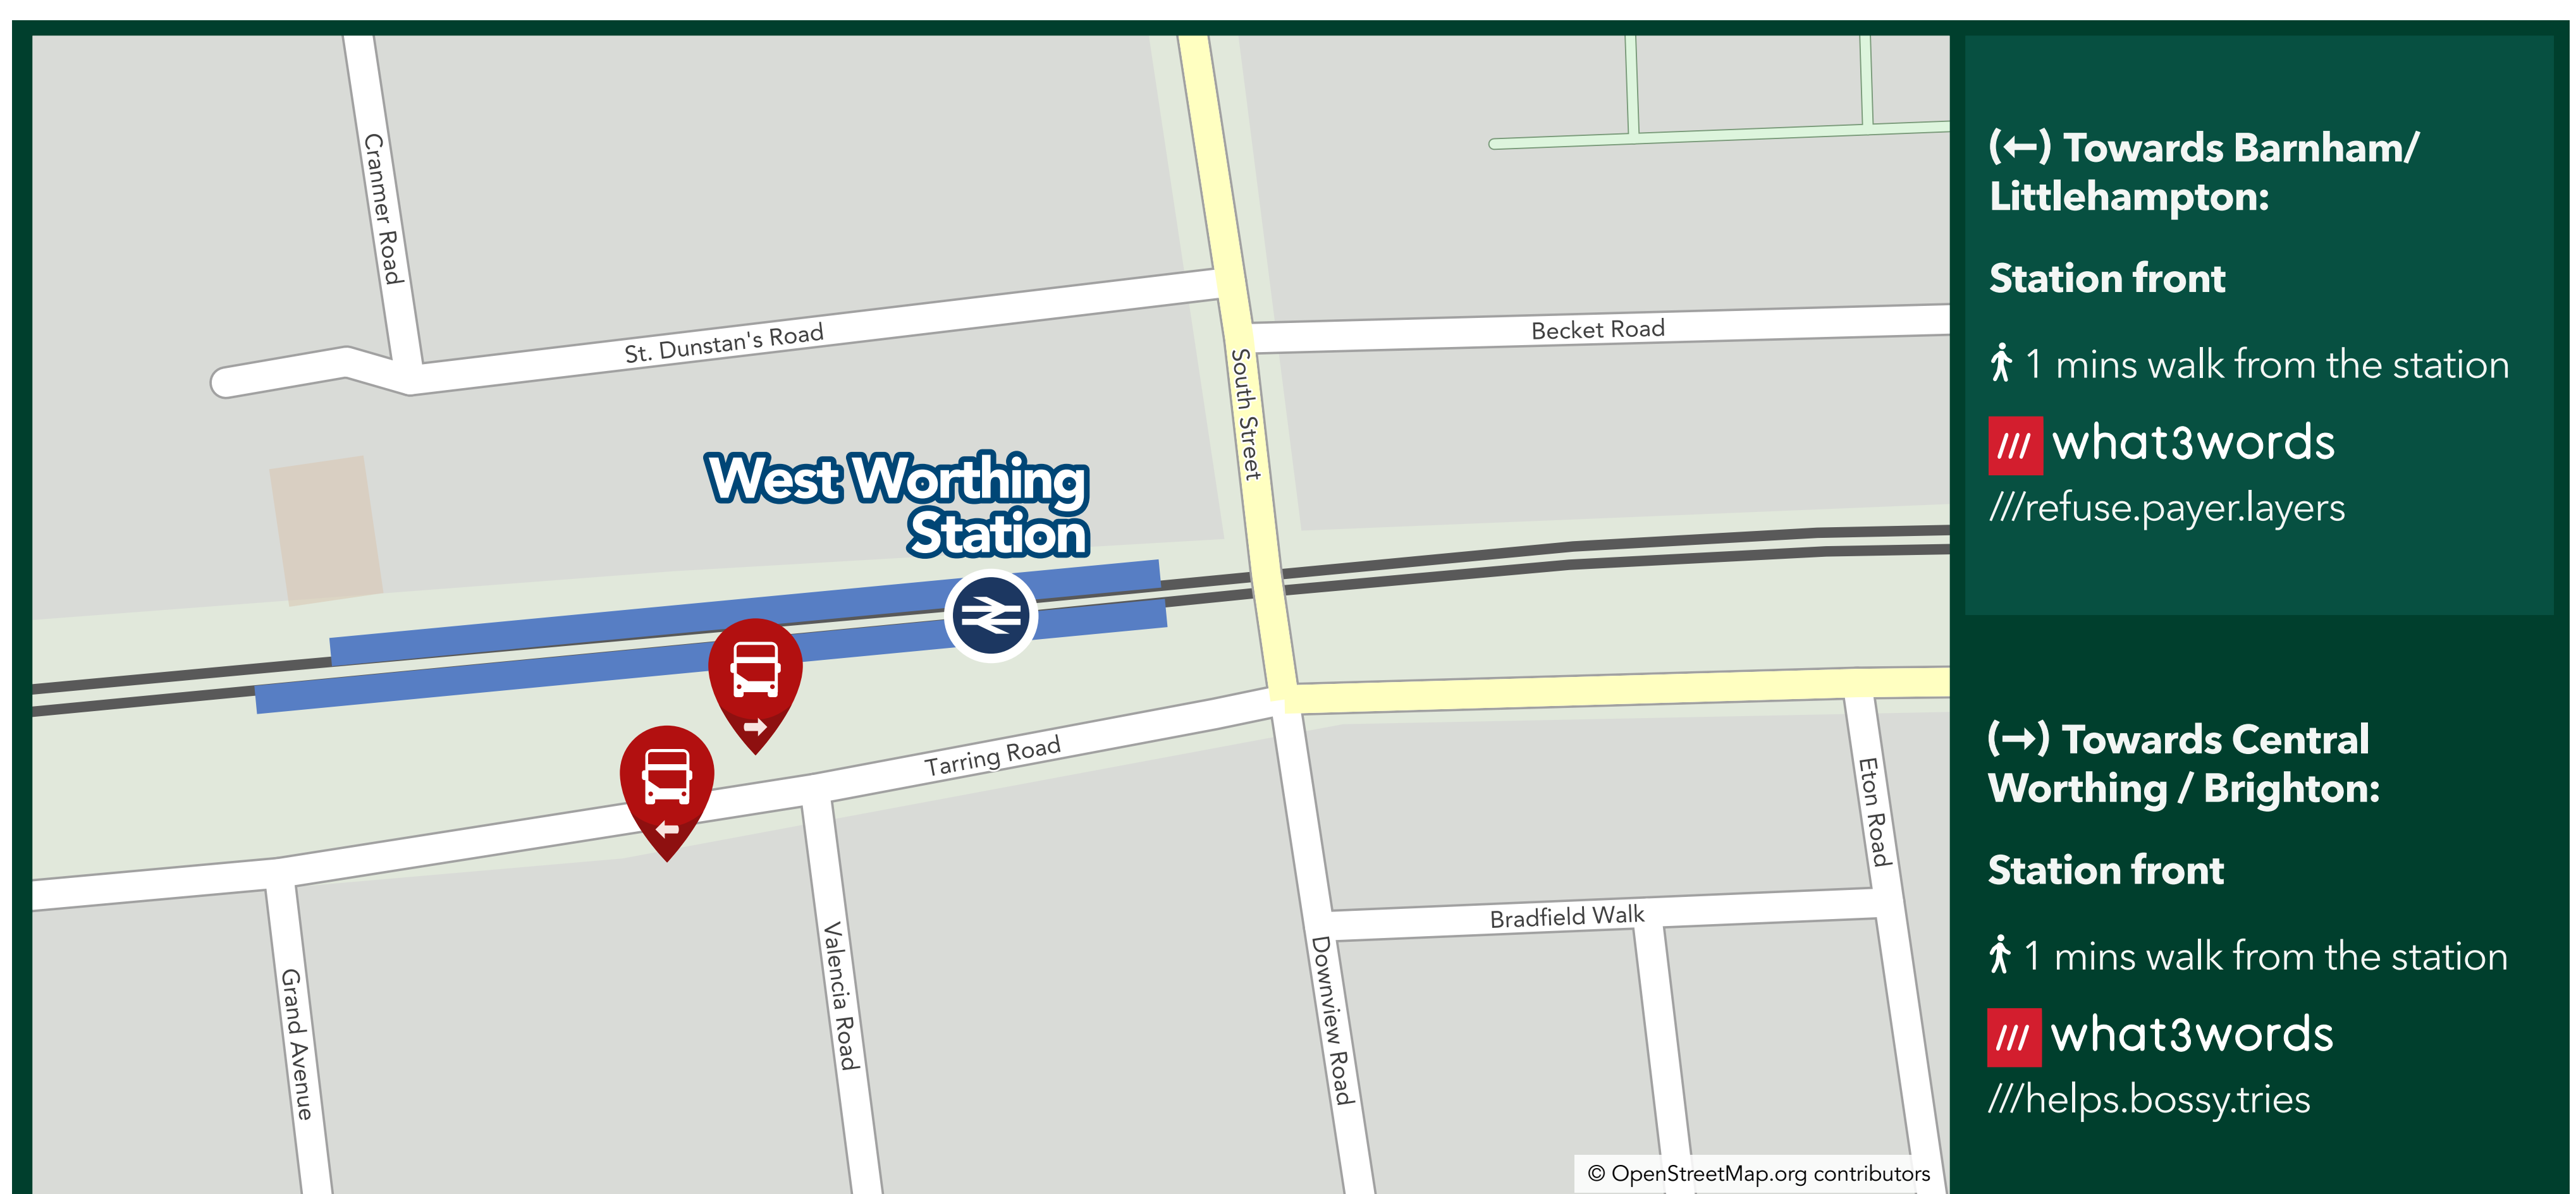 Cranmer Road
St. Dunstan's Road
South Street
Becket Road
West Worthing
Station
Tarring Road
Grand Avenue
Valencia Road
Downview Road
Bradfield Walk
Eton Road
© OpenStreetMap.org contributors
(←) Towards Barnham/
Littlehampton:
Station front
1 mins walk from the station
/// what3words
///refuse.payer.layers
(→) Towards Central
Worthing / Brighton:
Station front
1 mins walk from the station
/// what3words
///helps.bossy.tries